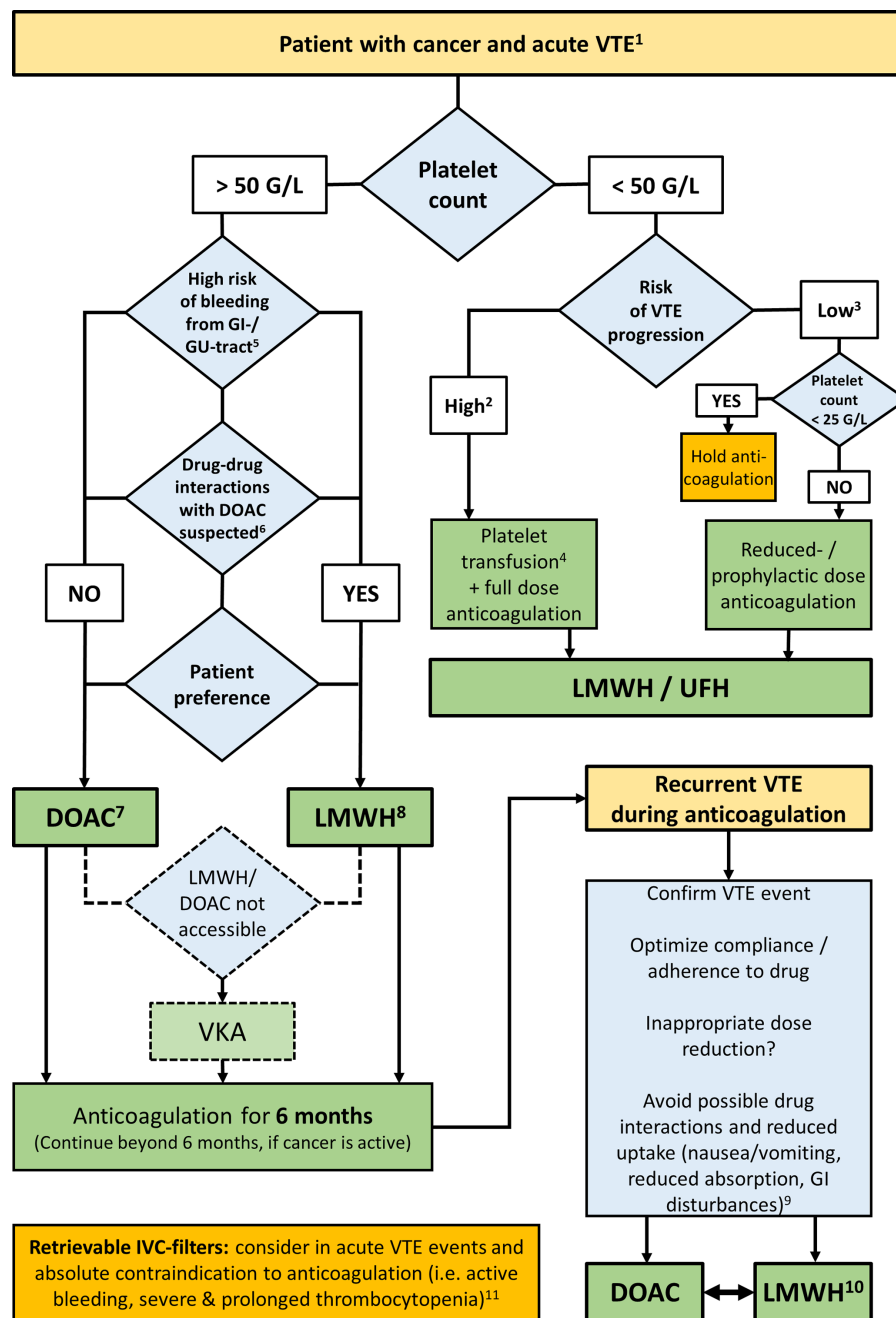 Patient with cancer and acute VTE¹
Platelet
count
> 50 G/L
< 50 G/L
High risk
of bleeding
from GI-/
GU-tract⁵
Drug-drug
interactions
with DOAC
suspected⁶
NO
YES
Patient
preference
DOAC⁷
LMWH⁸
LMWH/
DOAC not
accessible
VKA
Anticoagulation for 6 months
(Continue beyond 6 months, if cancer is active)
Risk
of VTE
progression
High²
Low³
Platelet
count
< 25 G/L
YES
Hold anti-
coagulation
NO
Platelet
transfusion⁴
+ full dose
anticoagulation
Reduced- /
prophylactic dose
anticoagulation
LMWH / UFH
Recurrent VTE
during anticoagulation
Confirm VTE event
Optimize compliance /
adherence to drug
Inappropriate dose
reduction?
Avoid possible drug
interactions and reduced
uptake (nausea/vomiting,
reduced absorption, GI
disturbances)⁹
DOAC
LMWH¹⁰
Retrievable IVC-filters: consider in acute VTE events and
absolute contraindication to anticoagulation (i.e. active
bleeding, severe & prolonged thrombocytopenia)¹¹